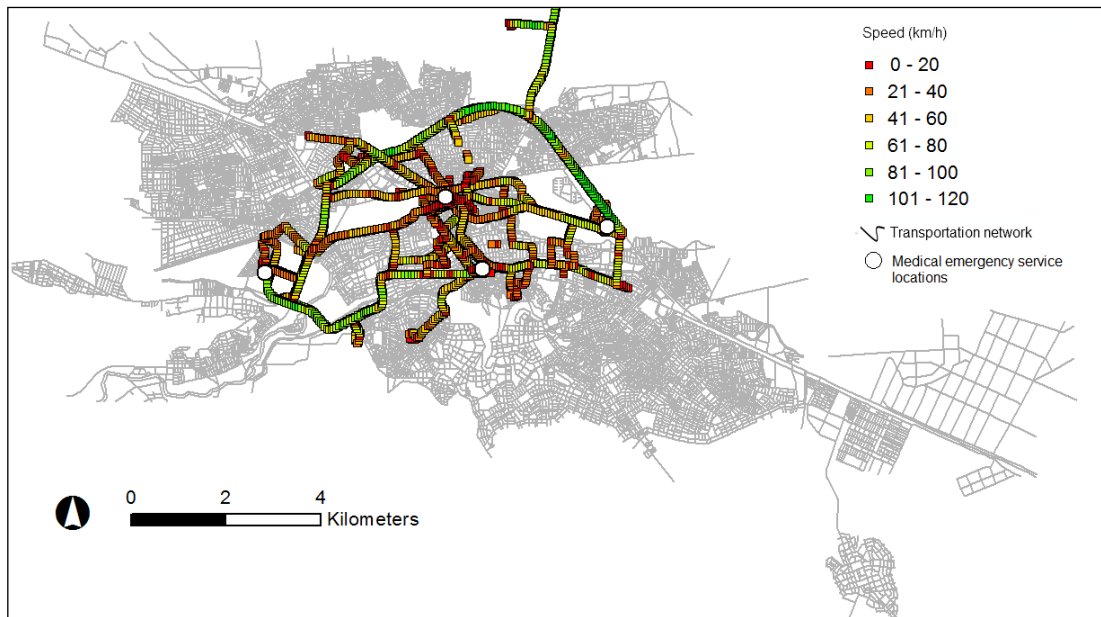 Speed (km/h)
0 - 20
21 - 40
41 - 60
61 - 80
81 - 100
101 - 120
Transportation network
Medical emergency service
locations
0 2 4
Kilometers